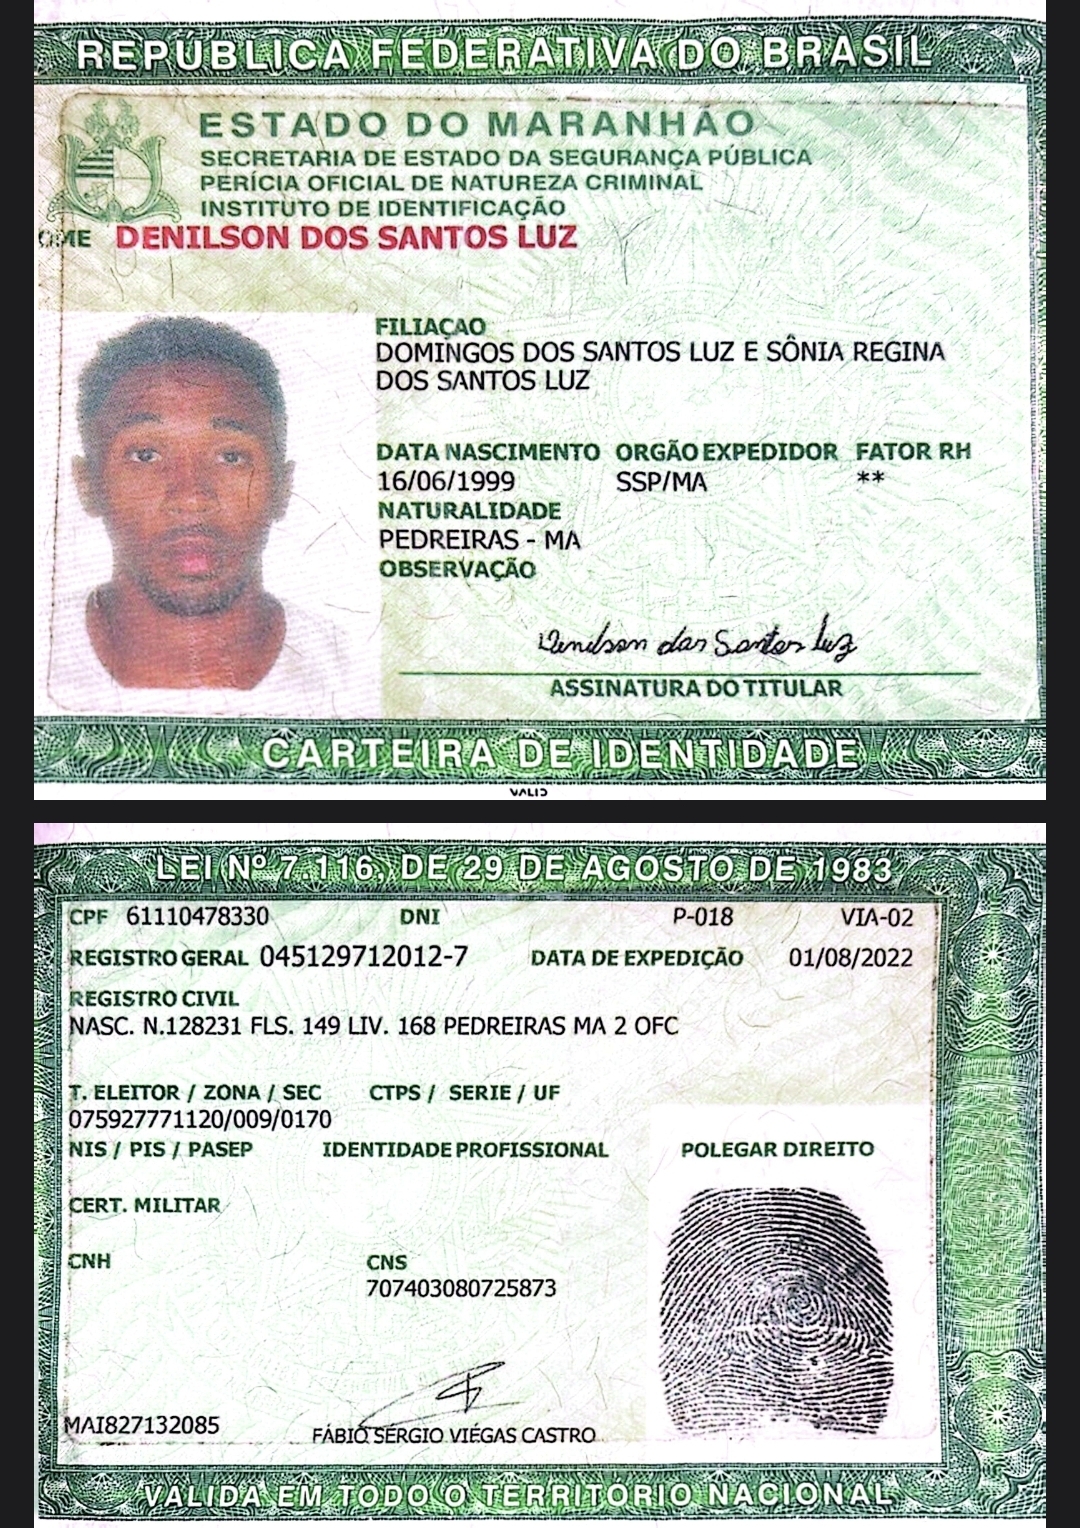 REPÚBLICA FEDERATIVA DO BRASIL
ESTADO DO MARANHÃO
SECRETARIA DE ESTADO DA SEGURANÇA PÚBLICA
PERÍCIA OFICIAL DE NATUREZA CRIMINAL
INSTITUTO DE IDENTIFICAÇÃO
OME DENILSON DOS SANTOS LUZ
FILIAÇAO
DOMINGOS DOS SANTOS LUZ E SÔNIA REGINA
DOS SANTOS LUZ
DATA NASCIMENTO ORGÃO EXPEDIDOR FATOR RH
16/06/1999 SSP/MA **
NATURALIDADE
PEDREIRAS - MA
OBSERVAÇÃO
Denilson dos Santos Luz
ASSINATURA DO TITULAR
CARTEIRA DE IDENTIDADE
LEI Nº 7.116, DE 29 DE AGOSTO DE 1983
CPF 61110478330 DNI P-018 VIA-02
REGISTRO GERAL 045129712012-7 DATA DE EXPEDIÇÃO 01/08/2022
REGISTRO CIVIL
NASC. N.128231 FLS. 149 LIV. 168 PEDREIRAS MA 2 OFC
T. ELEITOR / ZONA / SEC CTPS / SERIE / UF
075927771120/009/0170
NIS / PIS / PASEP IDENTIDADE PROFISSIONAL POLEGAR DIREITO
CERT. MILITAR
CNH CNS
707403080725873
MAI827132085
FÁBIO SÉRGIO VIÉGAS CASTRO
VÁLIDA EM TODO O TERRITÓRIO NACIONAL